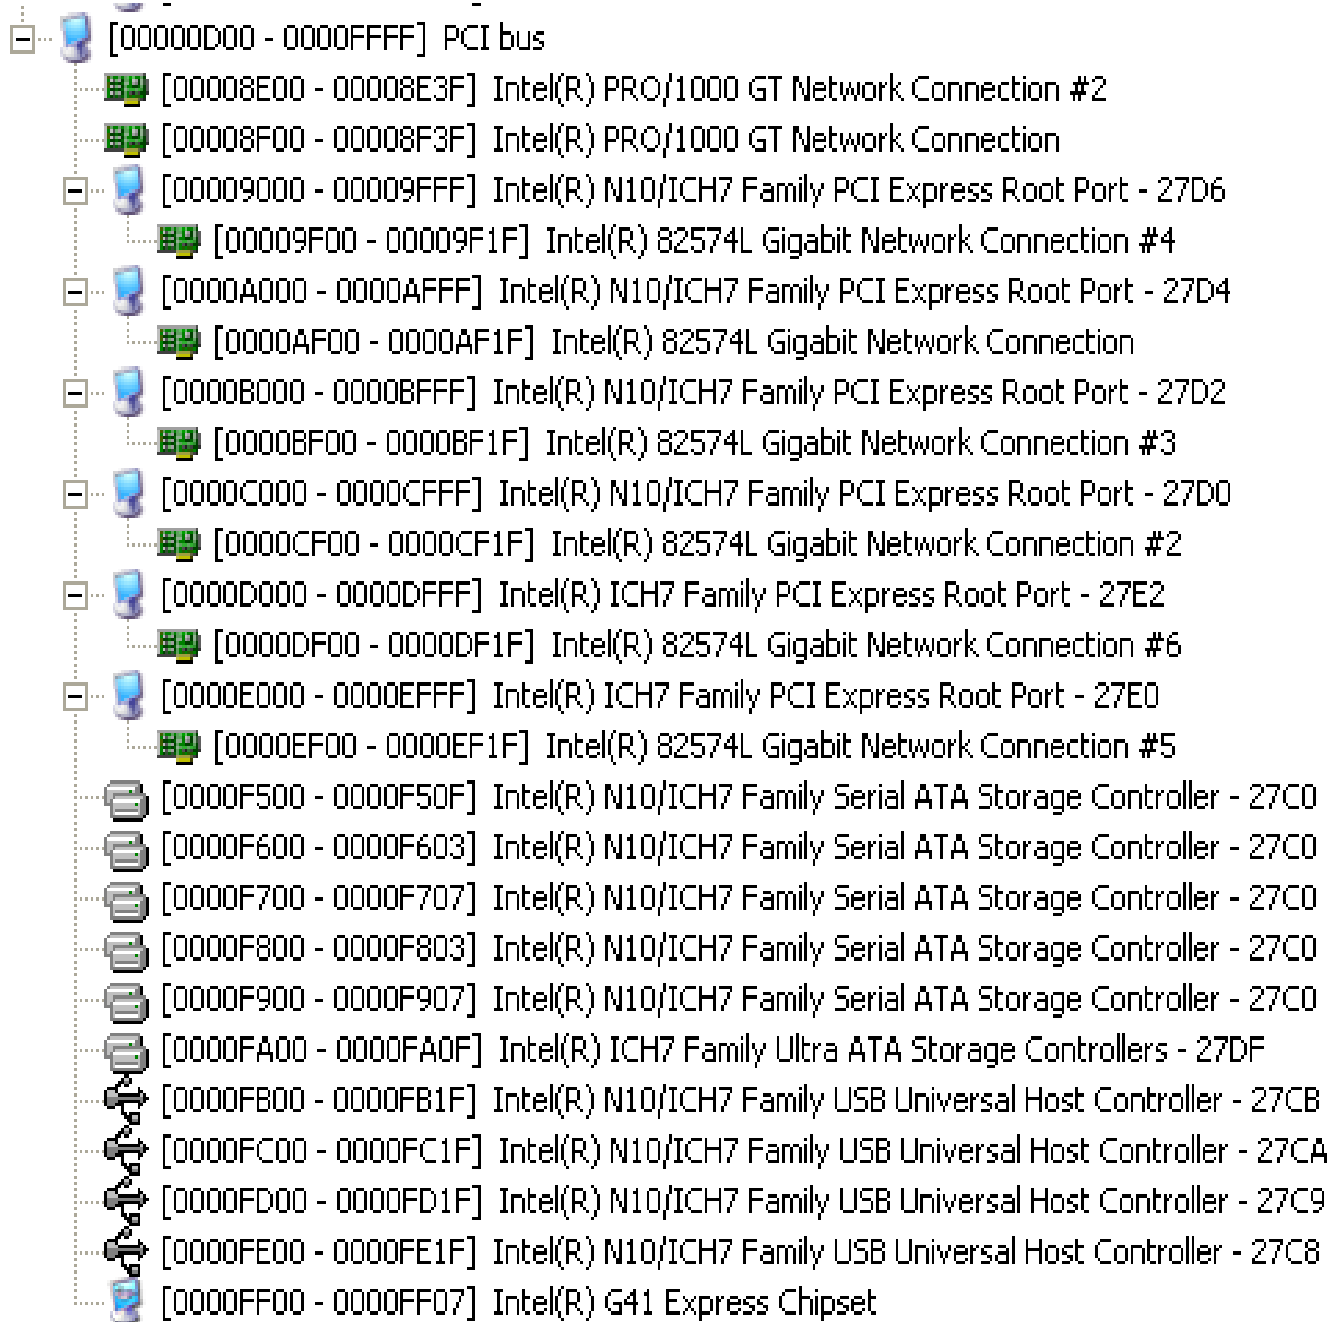 [00000D00 - 0000FFFF] PCI bus
[00008E00 - 00008E3F] Intel(R) PRO/1000 GT Network Connection #2
[00008F00 - 00008F3F] Intel(R) PRO/1000 GT Network Connection
[00009000 - 00009FFF] Intel(R) N10/ICH7 Family PCI Express Root Port - 27D6
[00009F00 - 00009F1F] Intel(R) 82574L Gigabit Network Connection #4
[0000A000 - 0000AFFF] Intel(R) N10/ICH7 Family PCI Express Root Port - 27D4
[0000AF00 - 0000AF1F] Intel(R) 82574L Gigabit Network Connection
[0000B000 - 0000BFFF] Intel(R) N10/ICH7 Family PCI Express Root Port - 27D2
[0000BF00 - 0000BF1F] Intel(R) 82574L Gigabit Network Connection #3
[0000C000 - 0000CFFF] Intel(R) N10/ICH7 Family PCI Express Root Port - 27D0
[0000CF00 - 0000CF1F] Intel(R) 82574L Gigabit Network Connection #2
[0000D000 - 0000DFFF] Intel(R) ICH7 Family PCI Express Root Port - 27E2
[0000DF00 - 0000DF1F] Intel(R) 82574L Gigabit Network Connection #6
[0000E000 - 0000EFFF] Intel(R) ICH7 Family PCI Express Root Port - 27E0
[0000EF00 - 0000EF1F] Intel(R) 82574L Gigabit Network Connection #5
[0000F500 - 0000F50F] Intel(R) N10/ICH7 Family Serial ATA Storage Controller - 27C0
[0000F600 - 0000F603] Intel(R) N10/ICH7 Family Serial ATA Storage Controller - 27C0
[0000F700 - 0000F707] Intel(R) N10/ICH7 Family Serial ATA Storage Controller - 27C0
[0000F800 - 0000F803] Intel(R) N10/ICH7 Family Serial ATA Storage Controller - 27C0
[0000F900 - 0000F907] Intel(R) N10/ICH7 Family Serial ATA Storage Controller - 27C0
[0000FA00 - 0000FA0F] Intel(R) ICH7 Family Ultra ATA Storage Controllers - 27DF
[0000FB00 - 0000FB1F] Intel(R) N10/ICH7 Family USB Universal Host Controller - 27CB
[0000FC00 - 0000FC1F] Intel(R) N10/ICH7 Family USB Universal Host Controller - 27CA
[0000FD00 - 0000FD1F] Intel(R) N10/ICH7 Family USB Universal Host Controller - 27C9
[0000FE00 - 0000FE1F] Intel(R) N10/ICH7 Family USB Universal Host Controller - 27C8
[0000FF00 - 0000FF07] Intel(R) G41 Express Chipset